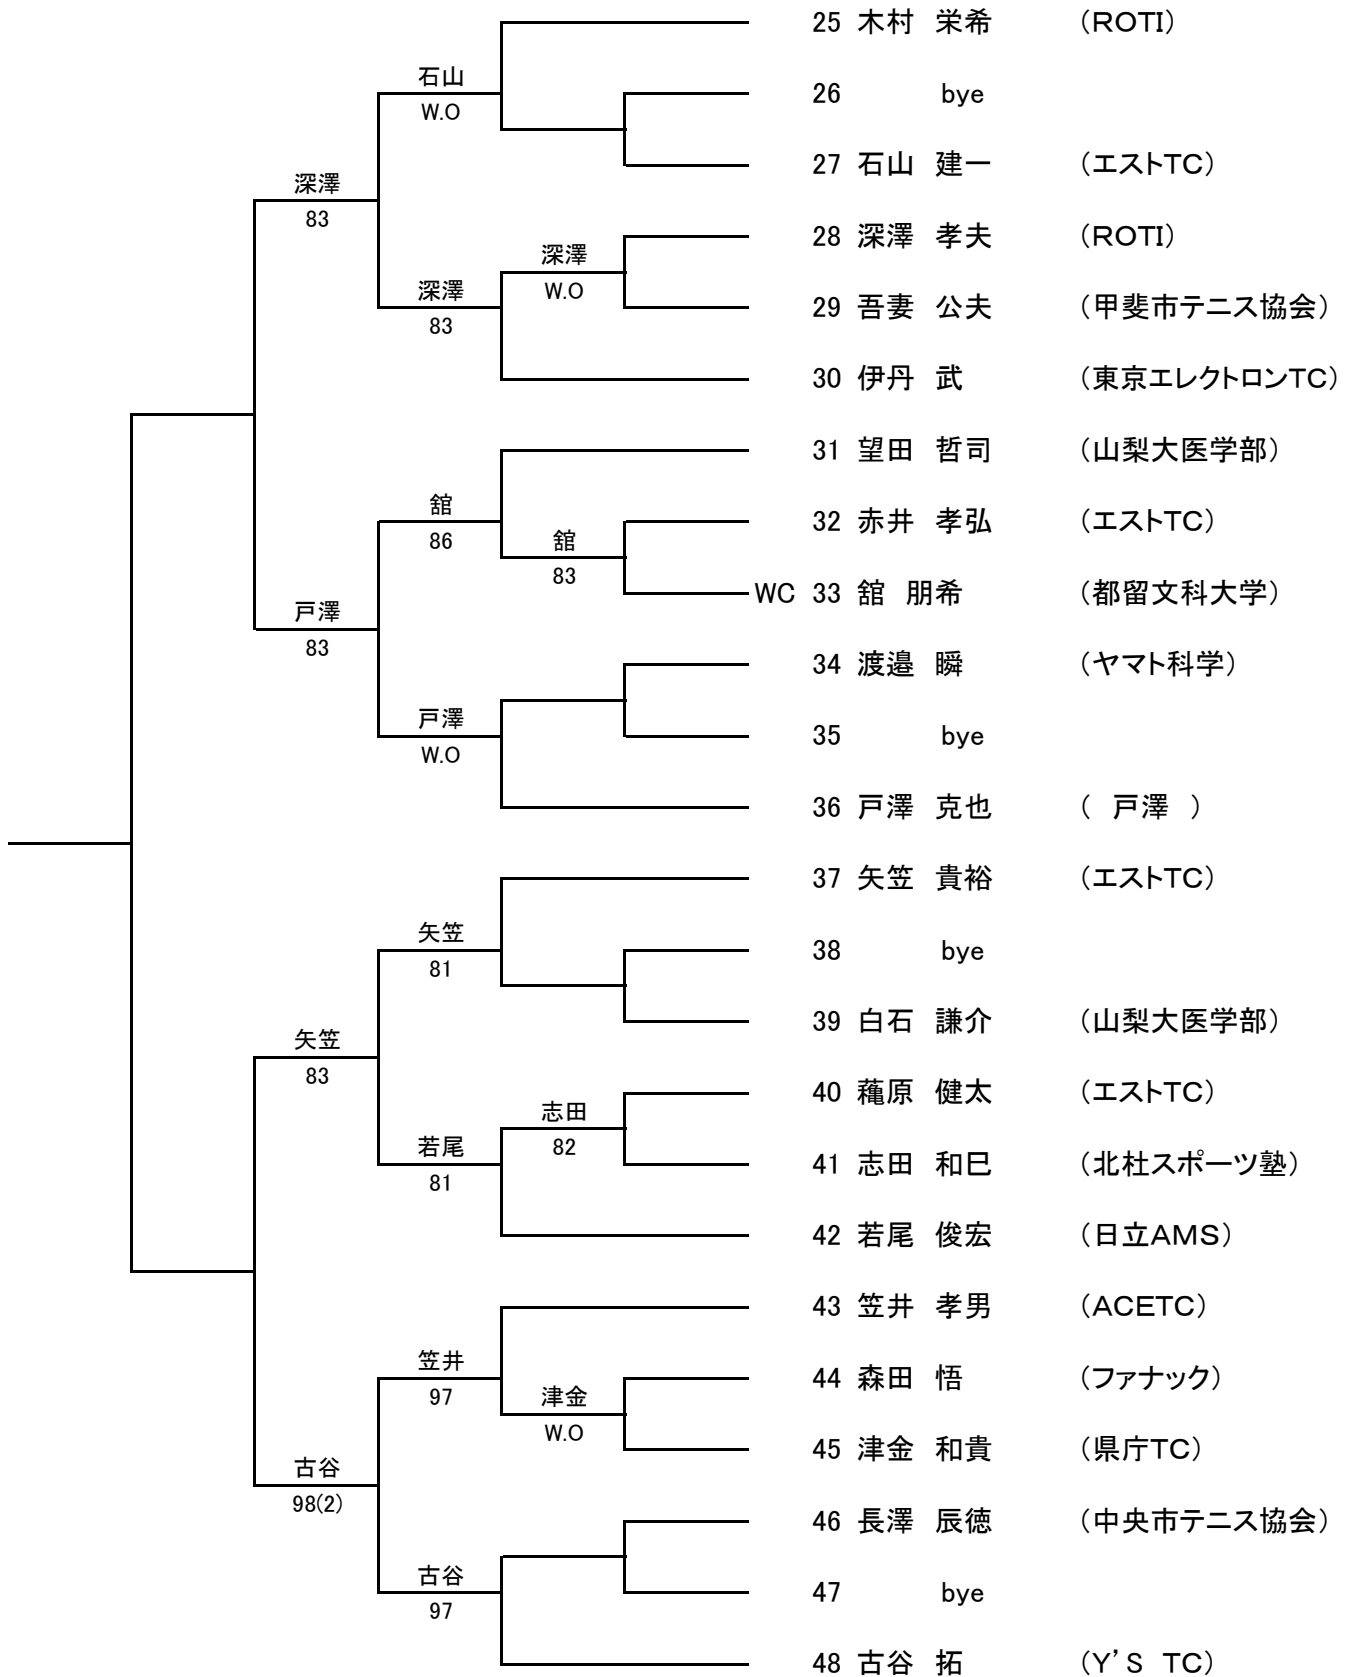 25 木村 栄希 (ROTI)
石山
W.O
26 bye
27 石山 建一 (エストTC)
深澤
83
28 深澤 孝夫 (ROTI)
深澤
W.O
深澤
83
29 吾妻 公夫 (甲斐市テニス協会)
30 伊丹 武 (東京エレクトロンTC)
31 望田 哲司 (山梨大医学部)
舘
86
32 赤井 孝弘 (エストTC)
舘
83
WC 33 舘 朋希 (都留文科大学)
戸澤
83
34 渡邉 瞬 (ヤマト科学)
戸澤
W.O
35 bye
36 戸澤 克也 ( 戸澤 )
37 矢笠 貴裕 (エストTC)
矢笠
81
38 bye
39 白石 謙介 (山梨大医学部)
矢笠
83
40 蘒原 健太 (エストTC)
志田
82
若尾
81
41 志田 和巳 (北杜スポーツ塾)
42 若尾 俊宏 (日立AMS)
43 笠井 孝男 (ACETC)
笠井
97
44 森田 悟 (ファナック)
津金
W.O
45 津金 和貴 (県庁TC)
古谷
98(2)
46 長澤 辰徳 (中央市テニス協会)
古谷
97
47 bye
48 古谷 拓 (Y'S TC)